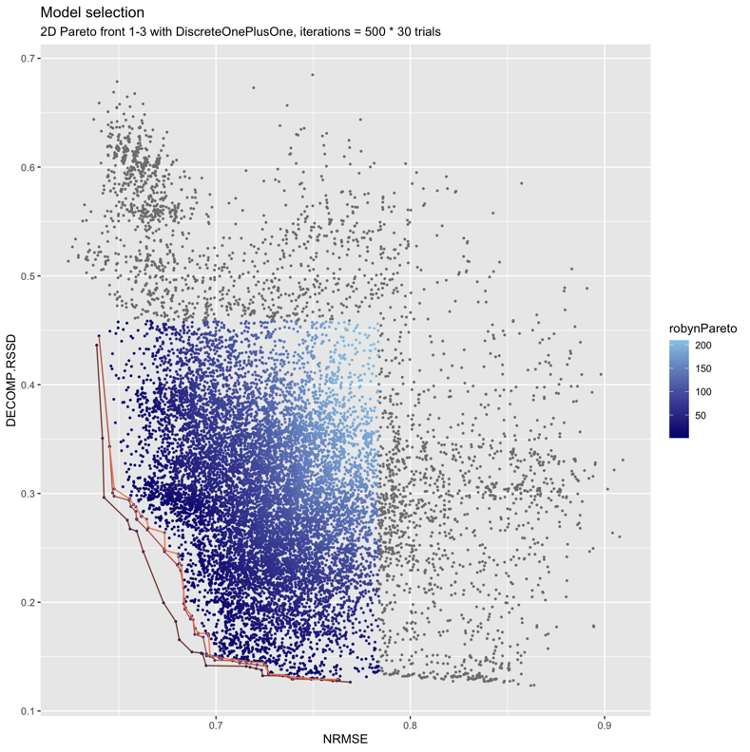 Model selection
2D Pareto front 1-3 with DiscreteOnePlusOne, iterations = 500 * 30 trials
0.7
0.6
0.5
0.4
0.3
0.2
0.1
DECOMP.RSSD
0.7 0.8 0.9
NRMSE
robynPareto
200
150
100
50